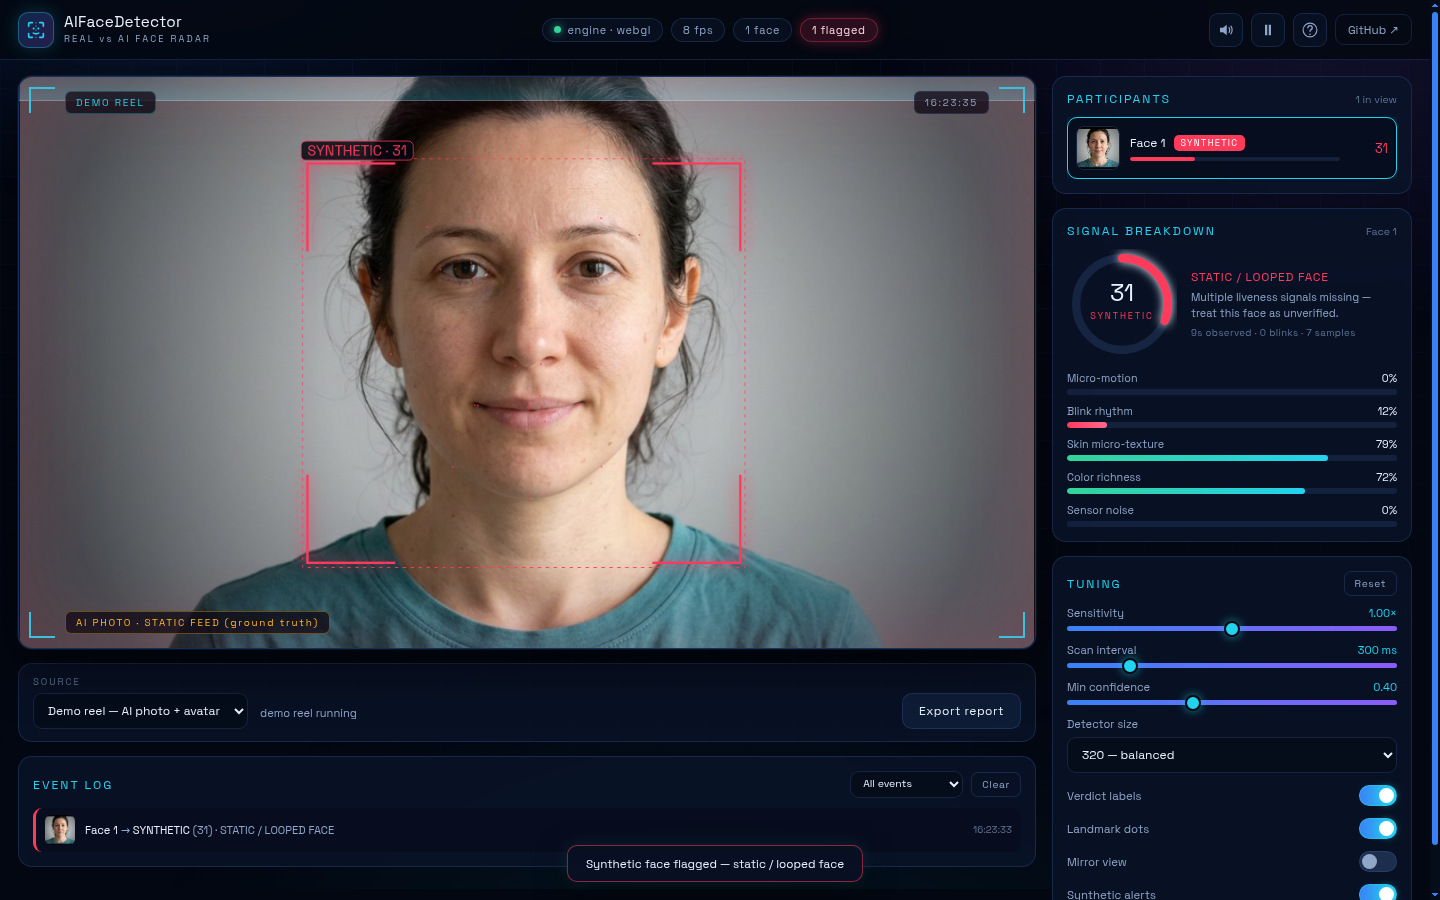 AIFaceDetector
REAL vs AI FACE RADAR
engine · webgl
8 fps
1 face
1 flagged
GitHub ↗
DEMO REEL
16:23:35
SYNTHETIC · 31
AI PHOTO · STATIC FEED (ground truth)
SOURCE
Demo reel — AI photo + avatar
demo reel running
Export report
EVENT LOG
All events
Clear
Face 1 → SYNTHETIC (31) · STATIC / LOOPED FACE
16:23:33
Synthetic face flagged — static / looped face
PARTICIPANTS
1 in view
Face 1
SYNTHETIC
31
SIGNAL BREAKDOWN
Face 1
31
SYNTHETIC
STATIC / LOOPED FACE
Multiple liveness signals missing —
treat this face as unverified.
9s observed · 0 blinks · 7 samples
Micro-motion
0%
Blink rhythm
12%
Skin micro-texture
79%
Color richness
72%
Sensor noise
0%
TUNING
Reset
Sensitivity
1.00×
Scan interval
300 ms
Min confidence
0.40
Detector size
320 — balanced
Verdict labels
Landmark dots
Mirror view
Synthetic alerts